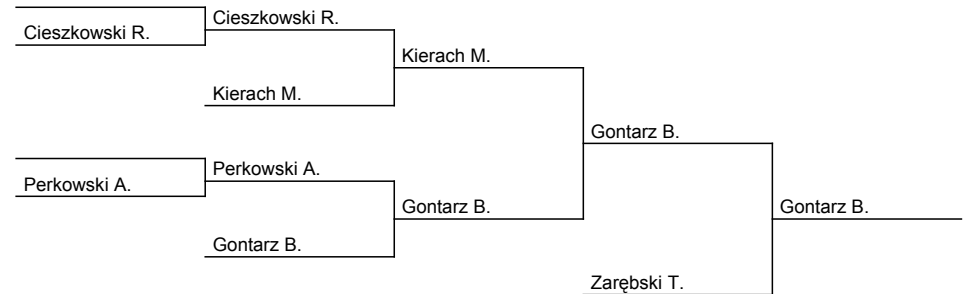 Cieszkowski R.
Cieszkowski R.
Kierach M.
Kierach M.
Gontarz B.
Perkowski A.
Perkowski A.
Gontarz B.
Gontarz B.
Gontarz B.
Zarębski T.